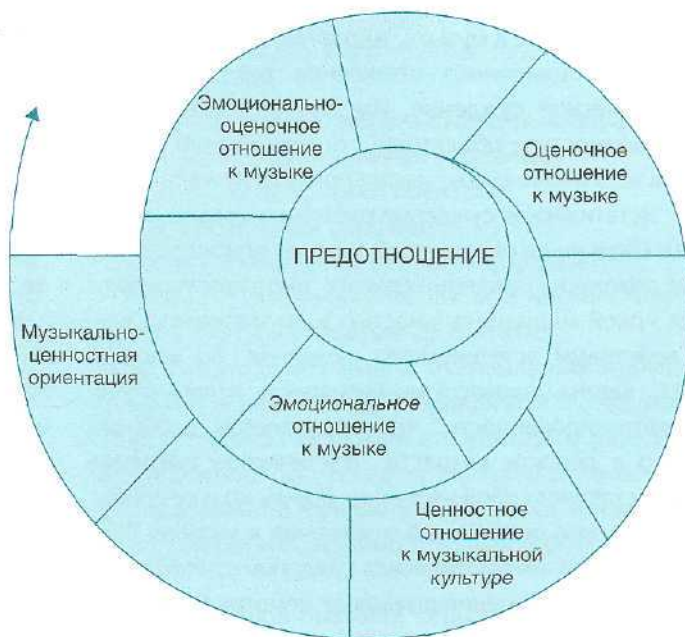 Эмоционально-
оценочное
отношение
к музыке
Оценочное
отношение
к музыке
ПРЕДОТНОШЕНИЕ
Музыкально-
ценностная
ориентация
Эмоциональное
отношение
к музыке
Ценностное
отношение
к музыкальной
культуре